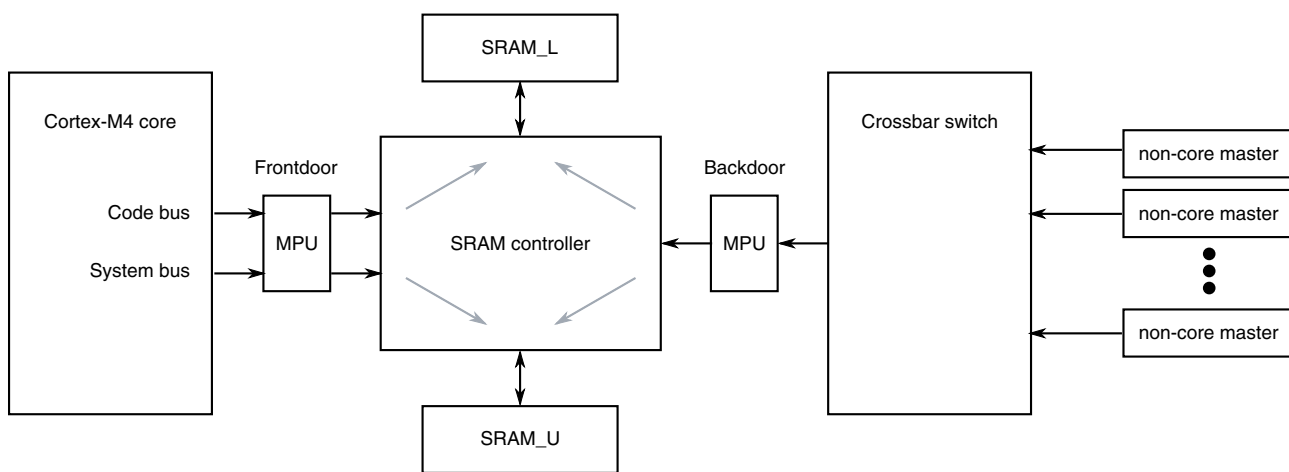 SRAM_L
Cortex-M4 core
Crossbar switch
Frontdoor
Backdoor
non-core master
Code bus
MPU
SRAM controller
MPU
non-core master
System bus
non-core master
SRAM_U